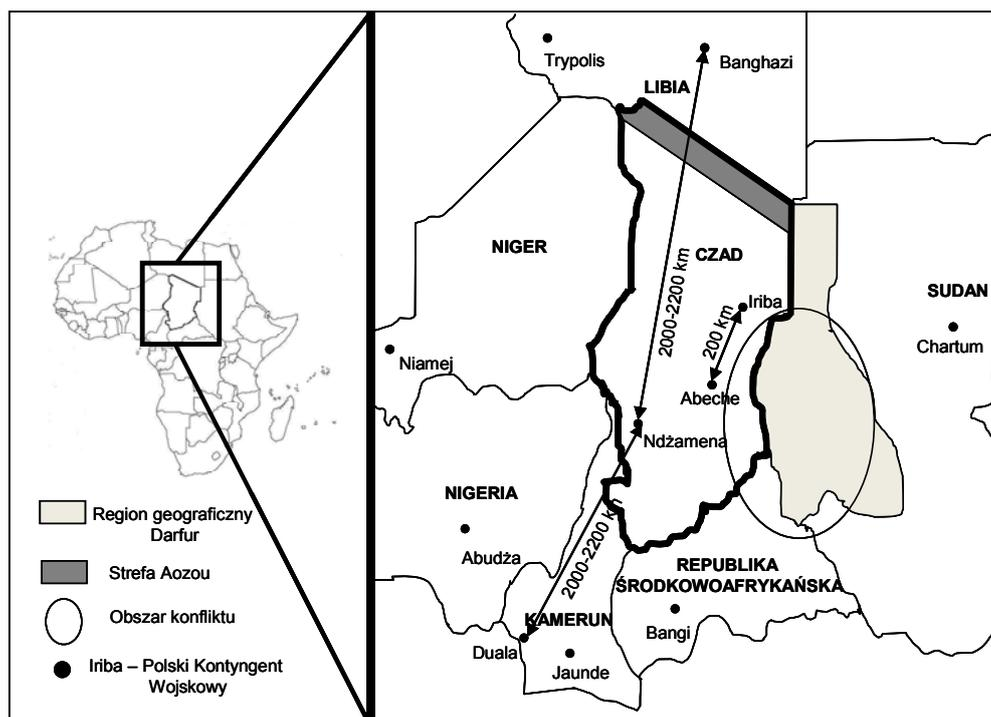 Trypolis
Banghazi
LIBIA
NIGER
CZAD
2000-2200 km
Iriba
SUDAN
200 km
Chartum
Niamej
Abeche
Ndżamena
NIGERIA
Abudża
2000-2200 km
REPUBLIKA
ŚRODKOWOAFRYKAŃSKA
KAMERUN
Bangi
Duala
Jaunde
Region geograficzny
Darfur
Strefa Aozou
Obszar konfliktu
Iriba – Polski Kontyngent
Wojskowy